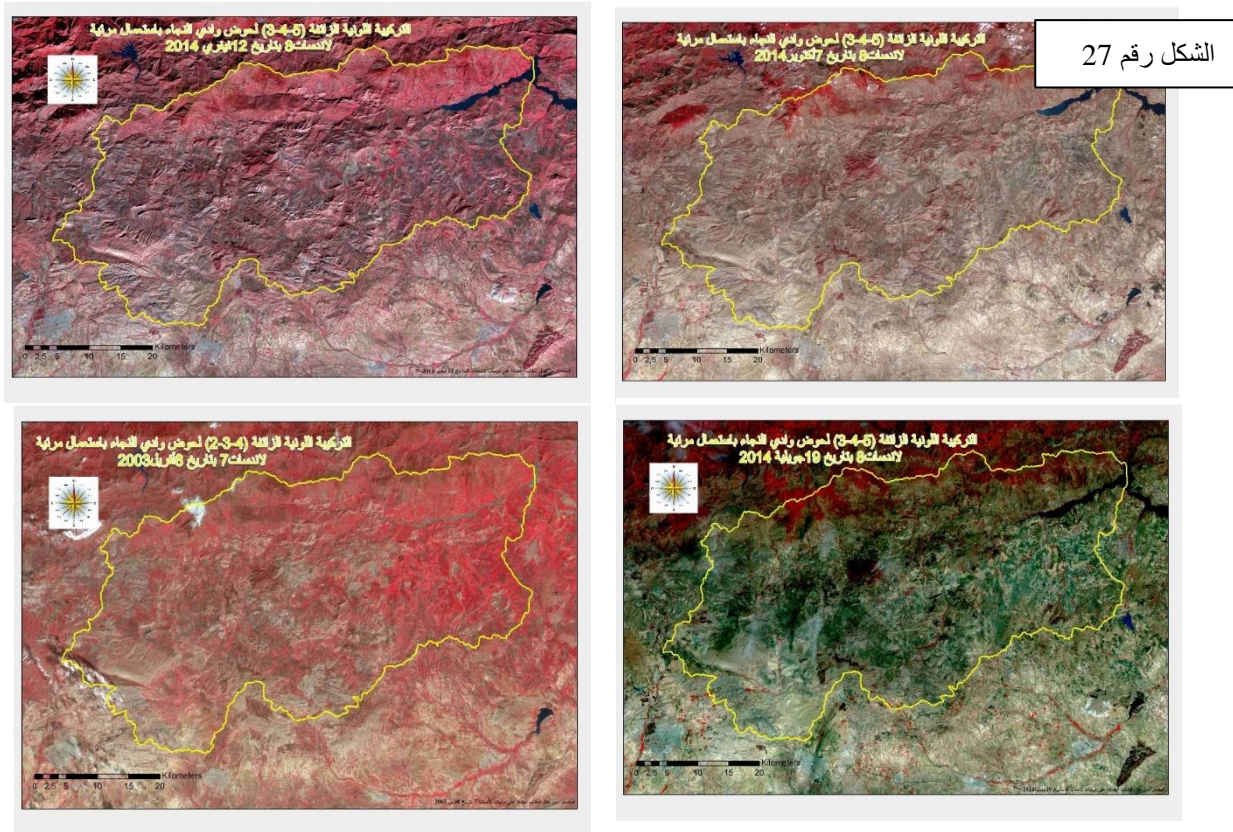 الشكل رقم 27
التركيبة اللونية الزائفة (5-4-3) لحوض وادي النجاء باستعمال مرئية
لاندسات8 بتاريخ 12فيفري 2014
0 2,5 5 10 15 20
Kilometers
التركيبة اللونية الزائفة (5-4-3) لحوض وادي النجاء باستعمال مرئية
لاندسات8 بتاريخ 7اكتوبر2014
0 2,5 5 10 15 20
Kilometers
التركيبة اللونية الزائفة (4-3-2) لحوض وادي النجاء باستعمال مرئية
لاندسات7 بتاريخ 8افريل2003
0 2,5 5 10 15 20
Kilometers
التركيبة اللونية الزائفة (5-4-3) لحوض وادي النجاء باستعمال مرئية
لاندسات8 بتاريخ 19جويلية 2014
0 2,5 5 10 15 20
Kilometers